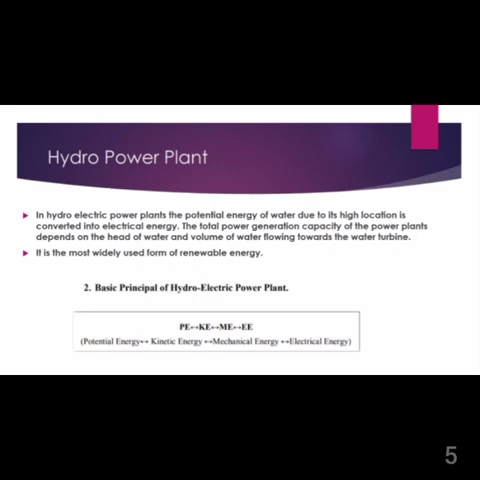 Hydro Power Plant
In hydro electric power plants the potential energy of water due to its high location is
converted into electrical energy. The total power generation capacity of the power plants
depends on the head of water and volume of water flowing towards the water turbine.
It is the most widely used form of renewable energy.
2. Basic Principal of Hydro-Electric Power Plant.
PE↔KE↔ME↔EE
(Potential Energy↔ Kinetic Energy ↔Mechanical Energy ↔Electrical Energy)
5